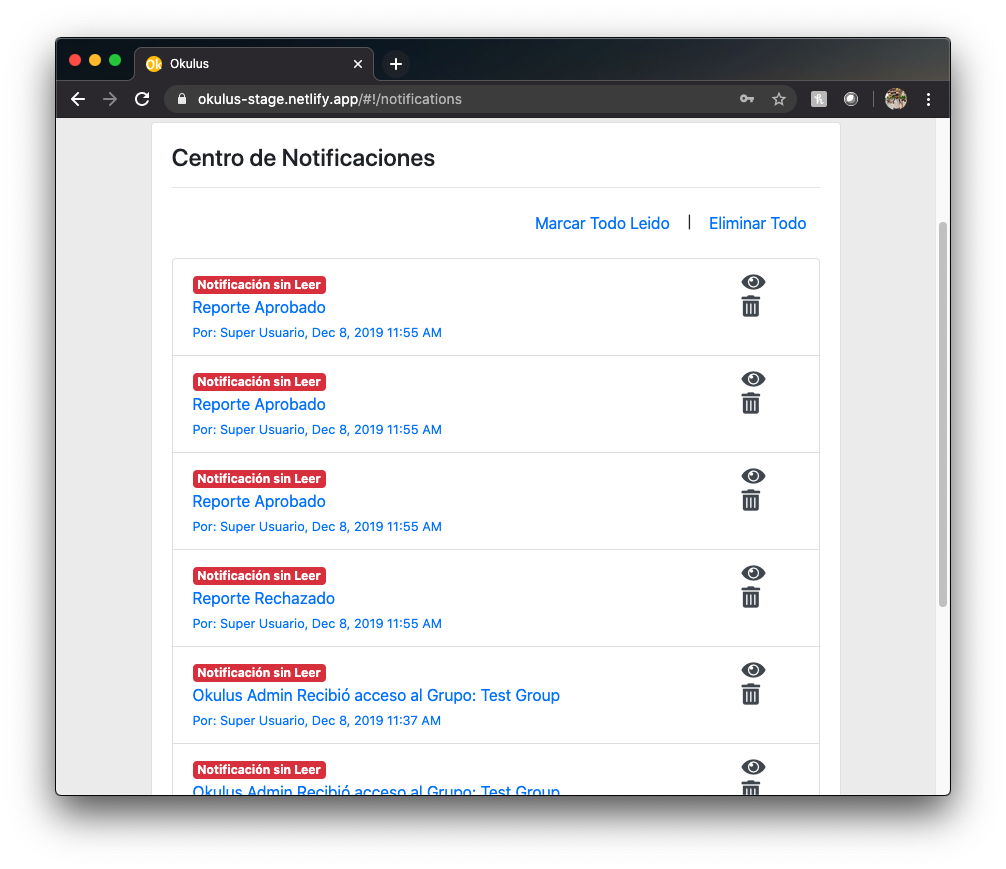 Okulus
okulus-stage.netlify.app/#!/notifications
Centro de Notificaciones
Marcar Todo Leido | Eliminar Todo
Notificación sin Leer
Reporte Aprobado
Por: Super Usuario, Dec 8, 2019 11:55 AM
Notificación sin Leer
Reporte Aprobado
Por: Super Usuario, Dec 8, 2019 11:55 AM
Notificación sin Leer
Reporte Aprobado
Por: Super Usuario, Dec 8, 2019 11:55 AM
Notificación sin Leer
Reporte Rechazado
Por: Super Usuario, Dec 8, 2019 11:55 AM
Notificación sin Leer
Okulus Admin Recibió acceso al Grupo: Test Group
Por: Super Usuario, Dec 8, 2019 11:37 AM
Notificación sin Leer
Okulus Admin Recibió acceso al Grupo: Test Group